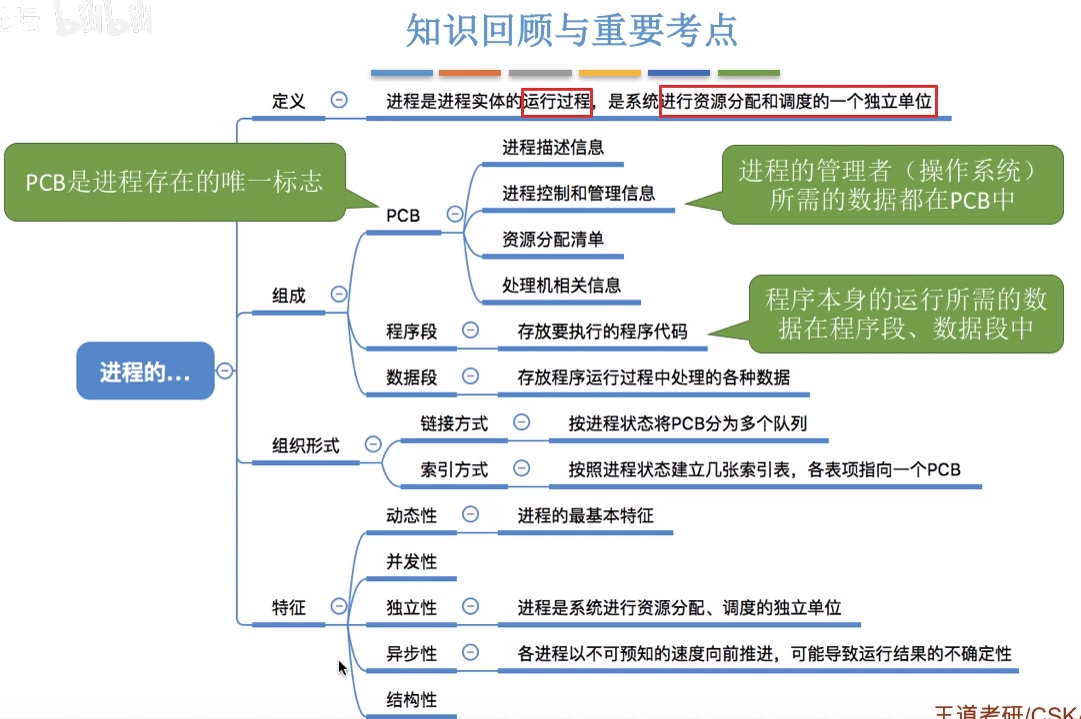 bilibili
知识回顾与重要考点
定义
进程是进程实体的运行过程，是系统进行资源分配和调度的一个独立单位
PCB是进程存在的唯一标志
进程描述信息
进程的管理者（操作系统）
所需的数据都在PCB中
进程控制和管理信息
PCB
资源分配清单
处理机相关信息
组成
程序本身的运行所需的数
据在程序段、数据段中
程序段
存放要执行的程序代码
进程的...
数据段
存放程序运行过程中处理的各种数据
链接方式
按进程状态将PCB分为多个队列
组织形式
索引方式
按照进程状态建立几张索引表，各表项指向一个PCB
动态性
进程的最基本特征
并发性
特征
独立性
进程是系统进行资源分配、调度的独立单位
异步性
各进程以不可预知的速度向前推进，可能导致运行结果的不确定性
结构性
王道考研/CSK